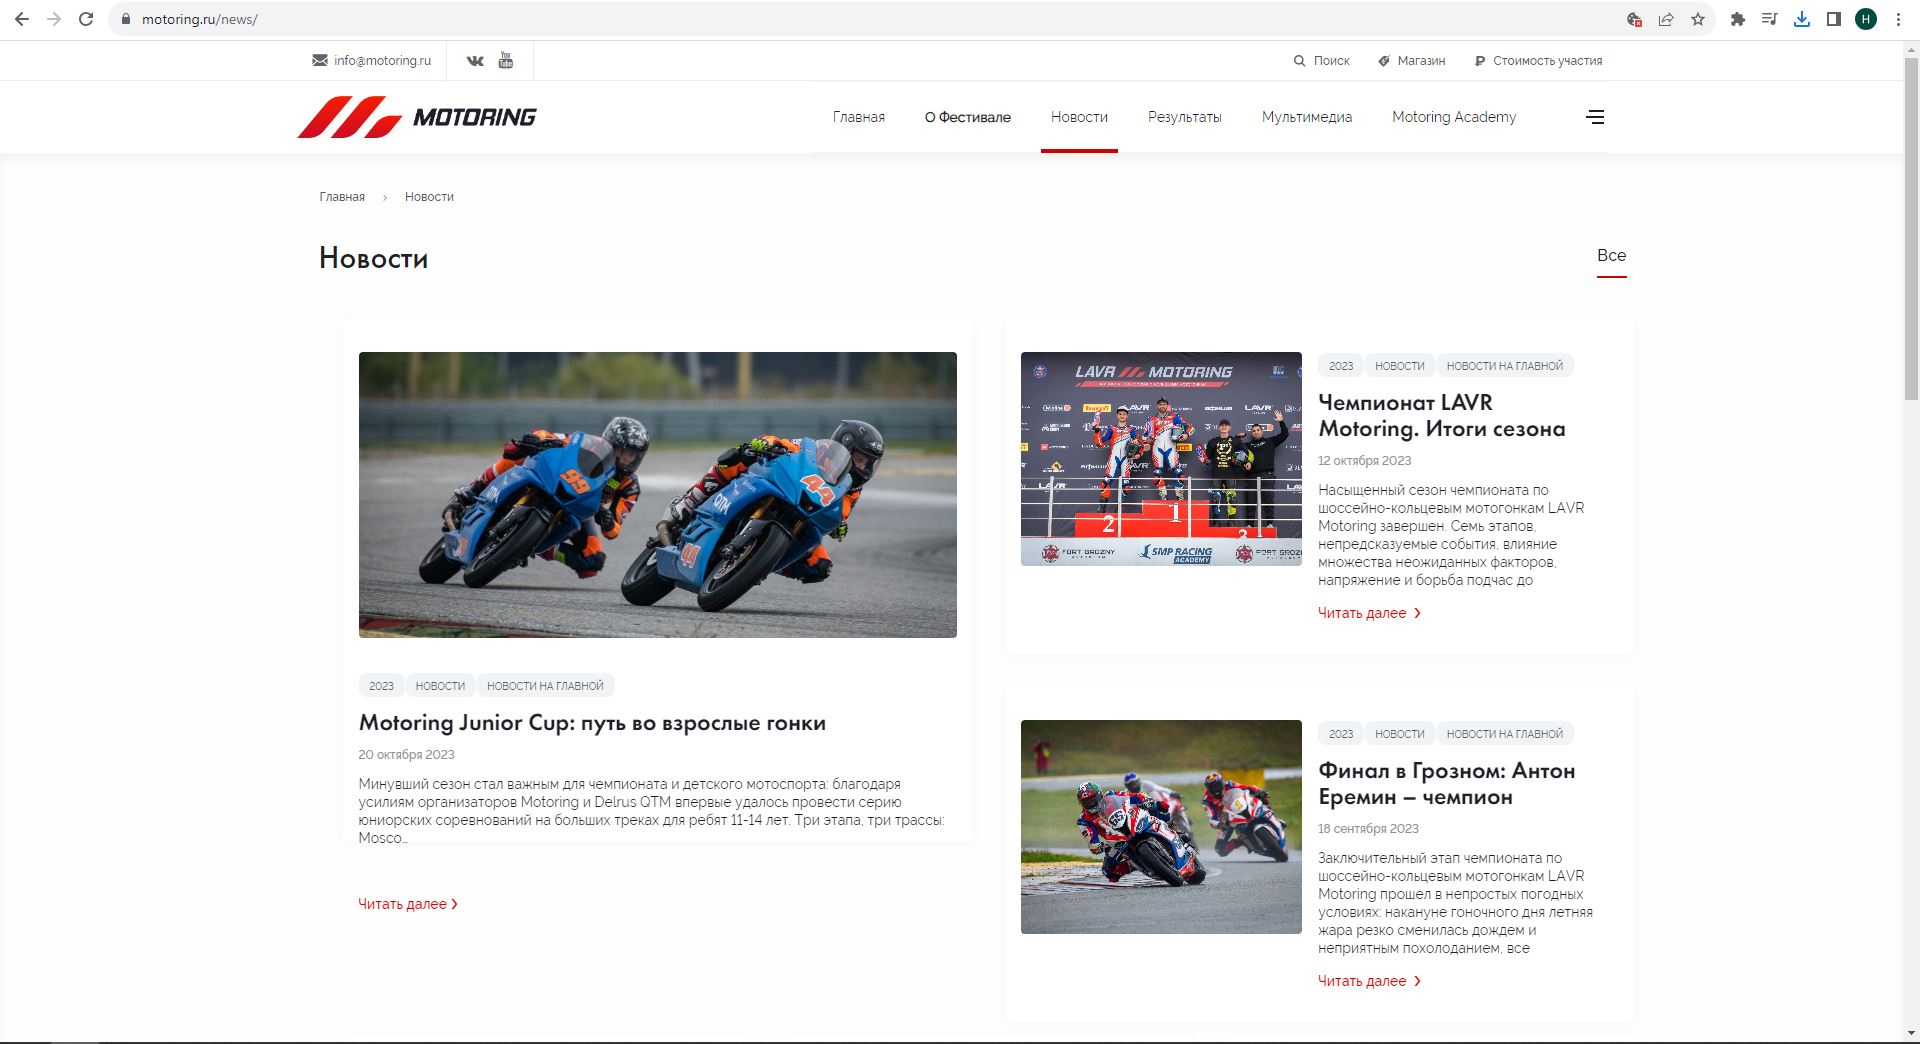 motoring.ru/news/
H
info@motoring.ru
You
Tube
Поиск
Магазин
Стоимость участия
MOTORING
Главная
О Фестивале
Новости
Результаты
Мультимедиа
Motoring Academy
Главная
Новости
Новости
Все
99
44
QTM
44
2023
НОВОСТИ
НОВОСТИ НА ГЛАВНОЙ
Motoring Junior Cup: путь во взрослые гонки
20 октября 2023
Минувший сезон стал важным для чемпионата и детского мотоспорта: благодаря
усилиям организаторов Motoring и Delrus QTM впервые удалось провести серию
юниорских соревнований на больших треках для ребят 11-14 лет. Три этапа, три трассы:
Mosco...
Читать далее
LAVR MOTORING
2
1
3
FORT GROZNY
SMP RACING
ACADEMY
2023
НОВОСТИ
НОВОСТИ НА ГЛАВНОЙ
Чемпионат LAVR
Motoring. Итоги сезона
12 октября 2023
Насыщенный сезон чемпионата по
шоссейно-кольцевым мотогонкам LAVR
Motoring завершен. Семь этапов,
непредсказуемые события, влияние
множества неожиданных факторов,
напряжение и борьба подчас до
Читать далее
2023
НОВОСТИ
НОВОСТИ НА ГЛАВНОЙ
Финал в Грозном: Антон
Еремин – чемпион
18 сентября 2023
Заключительный этап чемпионата по
шоссейно-кольцевым мотогонкам LAVR
Motoring прошел в непростых погодных
условиях: накануне гоночного дня летняя
жара резко сменилась дождем и
неприятным похолоданием, все
Читать далее